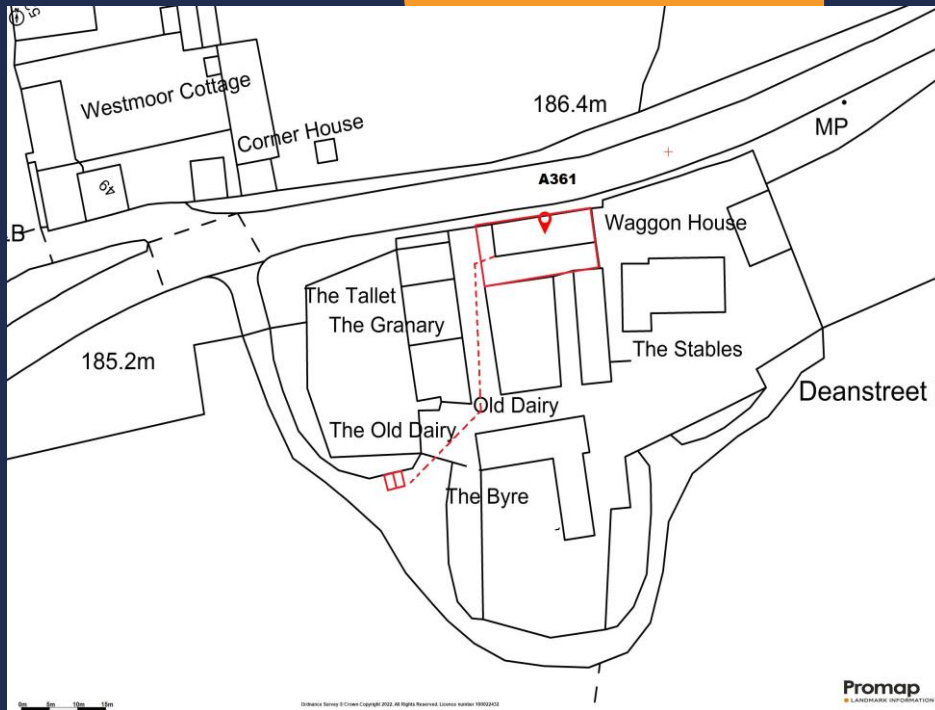 Westmoor Cottage
Corner House
49
186.4m
MP
A361
LB
Waggon House
The Tallet
The Granary
185.2m
The Stables
Deanstreet
Old Dairy
The Old Dairy
The Byre
Promap
LANDMARK INFORMATION
0m 5m 10m 15m
Ordnance Survey © Crown Copyright 2022. All Rights Reserved. Licence number 100022432